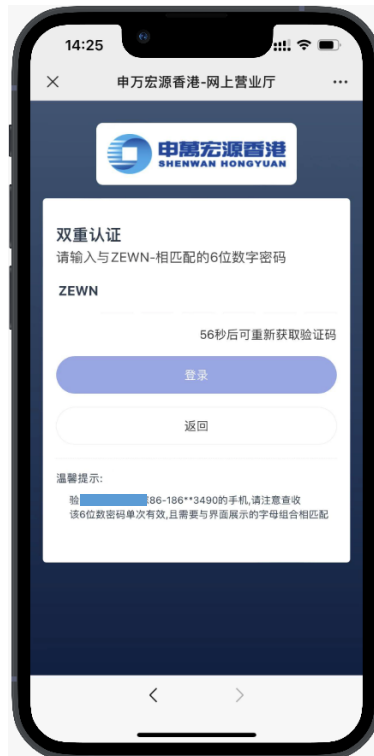 14:25
申万宏源香港-网上营业厅
申萬宏源香港
SHENWAN HONGYUAN
双重认证
请输入与ZEWN-相匹配的6位数字密码
ZEWN
56秒后可重新获取验证码
登录
返回
温馨提示:
验 86-186**3490的手机,请注意查收
该6位数密码单次有效,且需要与界面展示的字母组合相匹配